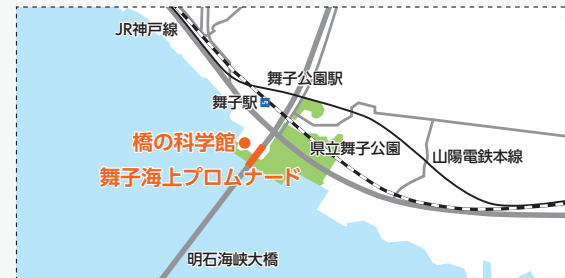 JR神戸線
舞子公園駅
舞子駅
橋の科学館
県立舞子公園
山陽電鉄本線
舞子海上プロムナード
明石海峡大橋